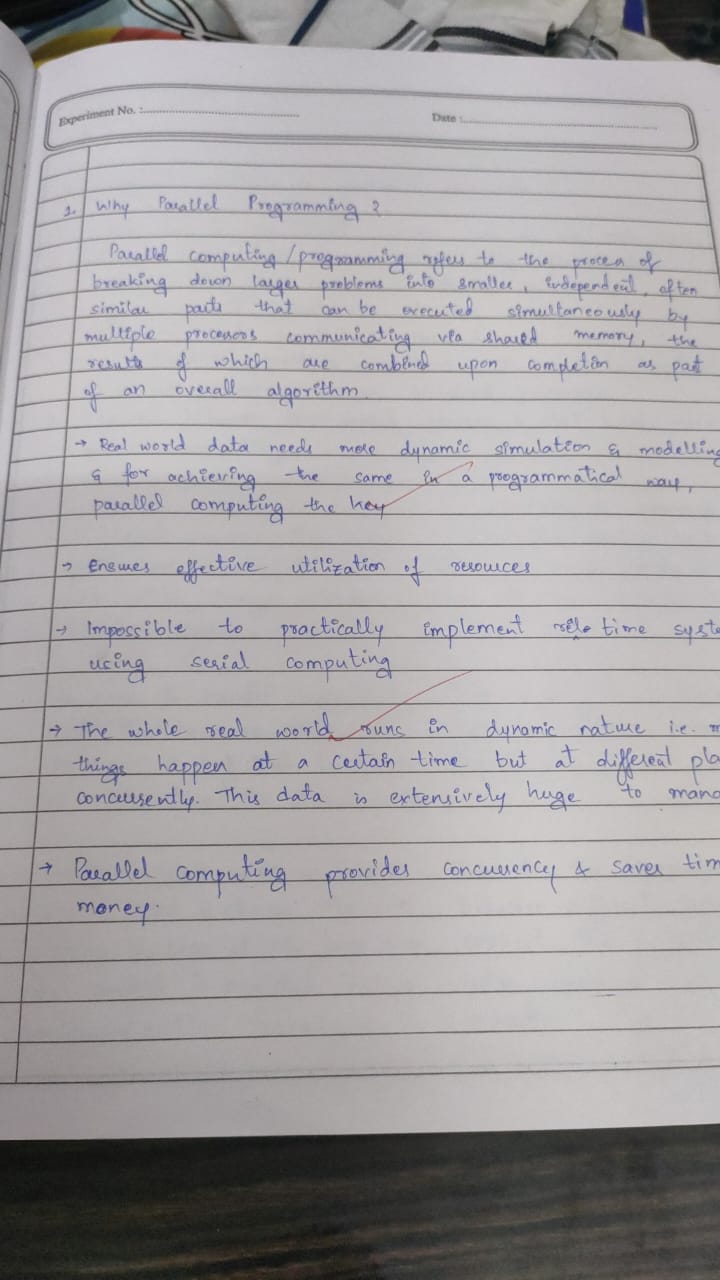 Experiment No. :
Date :
1. Why Parallel Programming ?
Parallel computing / programming refers to the process of
breaking down larger problems into smaller, independent, often
similar parts that can be executed simultaneously by
multiple processors communicating via shared memory, the
results of which are combined upon completion as part
of an overall algorithm.
→ Real world data needs more dynamic simulation & modelling
& for achieving the same in a programmatical way,
parallel computing the key
→ Ensures effective utilization of resources
→ Impossible to practically implement time syste
using serial computing
→ The whole real world runs in dynamic nature i.e. m
things happen at a certain time but at different pla
concurrently. This data is extensively huge to mana
→ Parallel computing provides concurrency & saves tim
money.